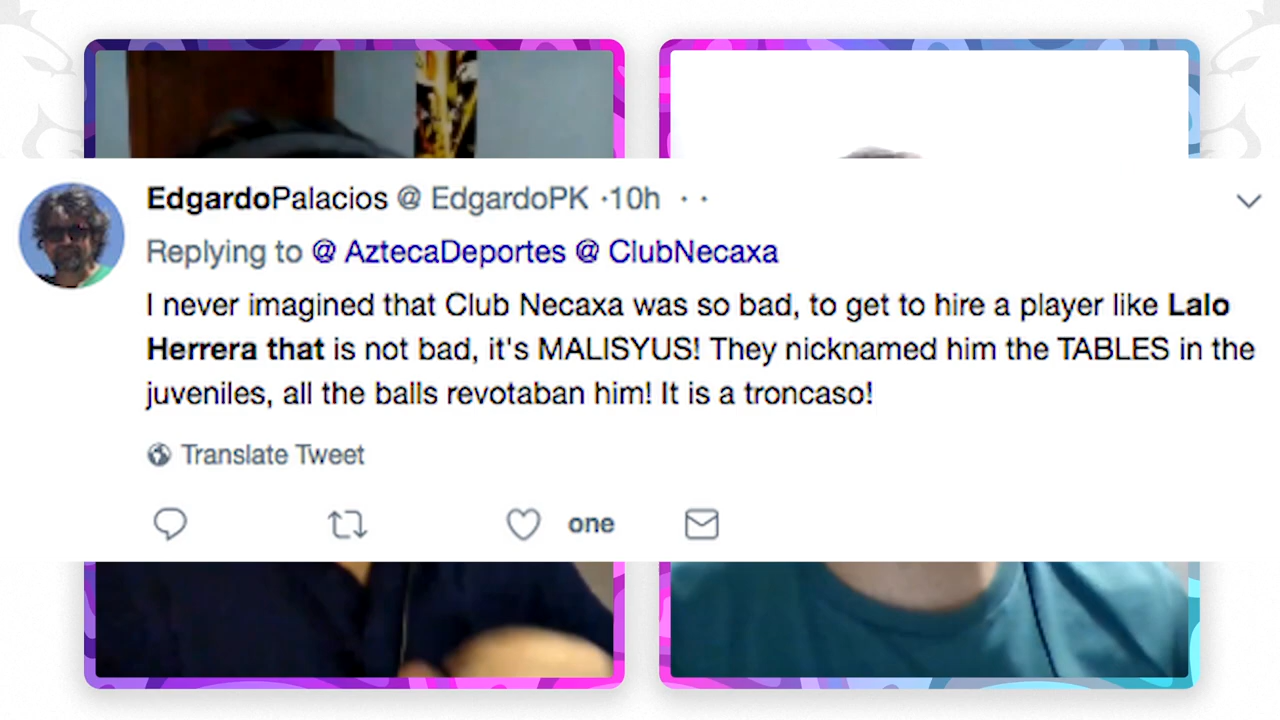 EdgardoPalacios @ EdgardoPK ·10h · ·
Replying to @ AztecaDeportes @ ClubNecaxa
I never imagined that Club Necaxa was so bad, to get to hire a player like Lalo
Herrera that is not bad, it's MALISYUS! They nicknamed him the TABLES in the
juveniles, all the balls revotaban him! It is a troncaso!
Translate Tweet
one